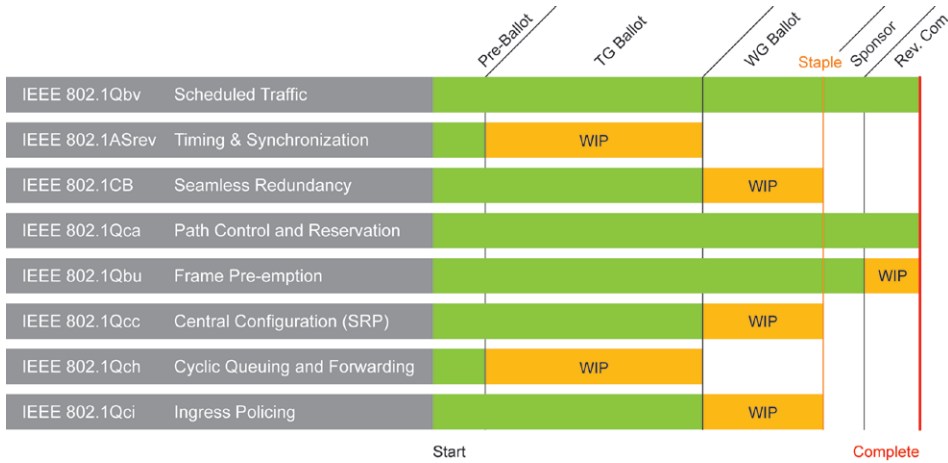 Pre-Ballot
TG Ballot
WG Ballot
Staple
Sponsor
Rev. Com
IEEE 802.1Qbv Scheduled Traffic
IEEE 802.1ASrev Timing & Synchronization WIP
IEEE 802.1CB Seamless Redundancy WIP
IEEE 802.1Qca Path Control and Reservation
IEEE 802.1Qbu Frame Pre-emption WIP
IEEE 802.1Qcc Central Configuration (SRP) WIP
IEEE 802.1Qch Cyclic Queuing and Forwarding WIP
IEEE 802.1Qci Ingress Policing WIP
Start Complete